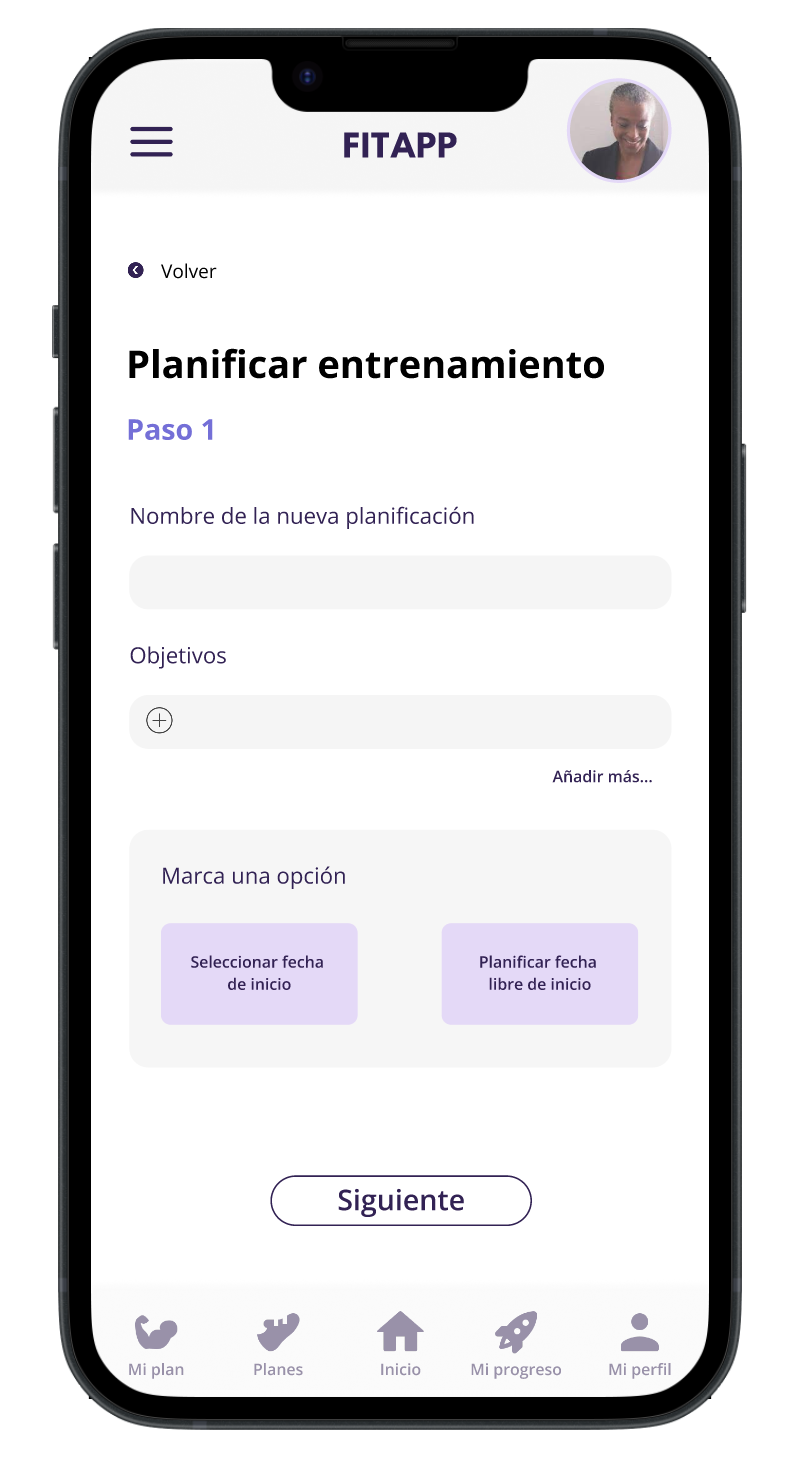 FITAPP
Volver
Planificar entrenamiento
Paso 1
Nombre de la nueva planificación
Objetivos
Añadir más...
Marca una opción
Seleccionar fecha
de inicio
Planificar fecha
libre de inicio
Siguiente
Mi plan
Planes
Inicio
Mi progreso
Mi perfil